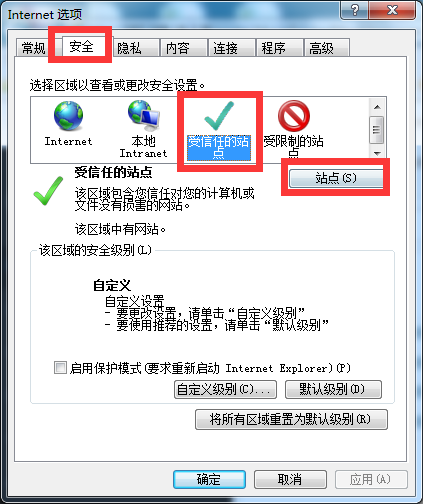 Internet 选项
常规 安全 隐私 内容 连接 程序 高级
选择区域以查看或更改安全设置。
Internet 本地 受信任的站 受限制的站
Intranet 点 点
受信任的站点 站点(S)
该区域包含您信任对您的计算机或
文件没有损害的网站。
该区域中有网站。
该区域的安全级别(L)
自定义
自定义设置
- 要更改设置,请单击“自定义级别”
- 要使用推荐的设置,请单击“默认级别”
启用保护模式(要求重新启动 Internet Explorer)(P)
自定义级别(C)... 默认级别(D)
将所有区域重置为默认级别(R)
确定 取消 应用(A)